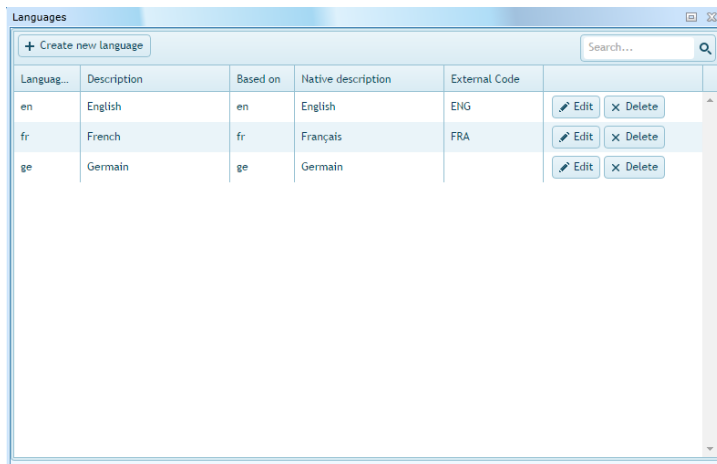 Languages
+ Create new language
Search...
Languag... Description Based on Native description External Code
en English en English ENG Edit Delete
fr French fr Français FRA Edit Delete
ge Germain ge Germain Edit Delete